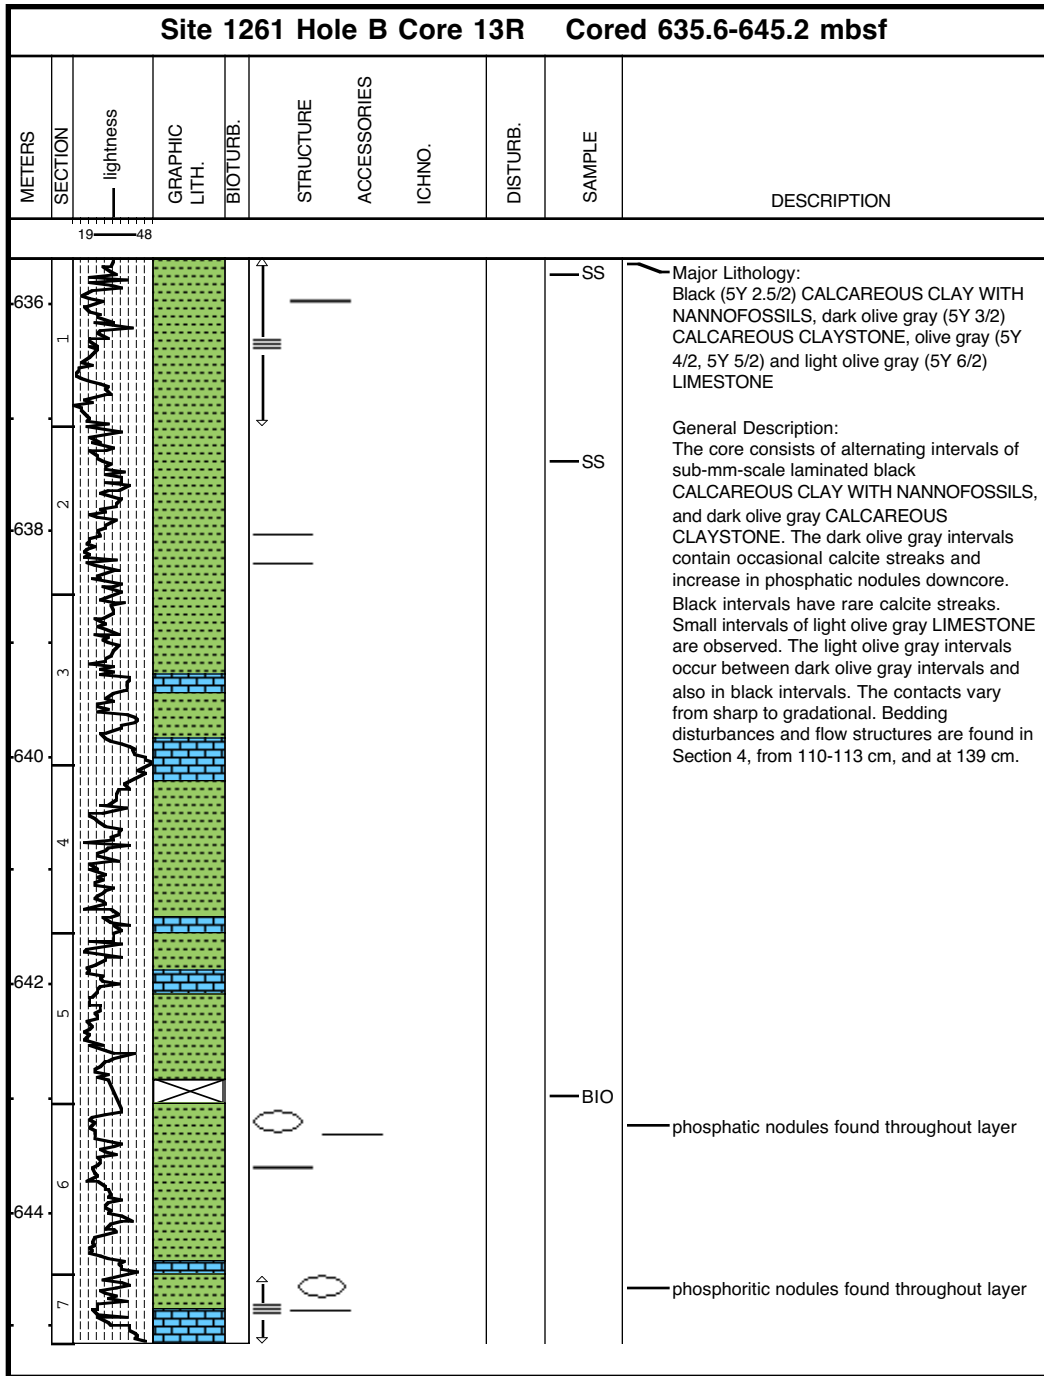 Site 1261 Hole B Core 13R Cored 635.6-645.2 mbsf
METERS
SECTION
lightness
GRAPHIC
LITH.
BIOTURB.
STRUCTURE
ACCESSORIES
ICHNO.
DISTURB.
SAMPLE
DESCRIPTION
19 48
636
638
640
642
644
1
2
3
4
5
6
7
SS
SS
BIO
Major Lithology:
Black (5Y 2.5/2) CALCAREOUS CLAY WITH
NANNOFOSSILS, dark olive gray (5Y 3/2)
CALCAREOUS CLAYSTONE, olive gray (5Y
4/2, 5Y 5/2) and light olive gray (5Y 6/2)
LIMESTONE
General Description:
The core consists of alternating intervals of
sub-mm-scale laminated black
CALCAREOUS CLAY WITH NANNOFOSSILS,
and dark olive gray CALCAREOUS
CLAYSTONE. The dark olive gray intervals
contain occasional calcite streaks and
increase in phosphatic nodules downcore.
Black intervals have rare calcite streaks.
Small intervals of light olive gray LIMESTONE
are observed. The light olive gray intervals
occur between dark olive gray intervals and
also in black intervals. The contacts vary
from sharp to gradational. Bedding
disturbances and flow structures are found in
Section 4, from 110-113 cm, and at 139 cm.
phosphatic nodules found throughout layer
phosphoritic nodules found throughout layer